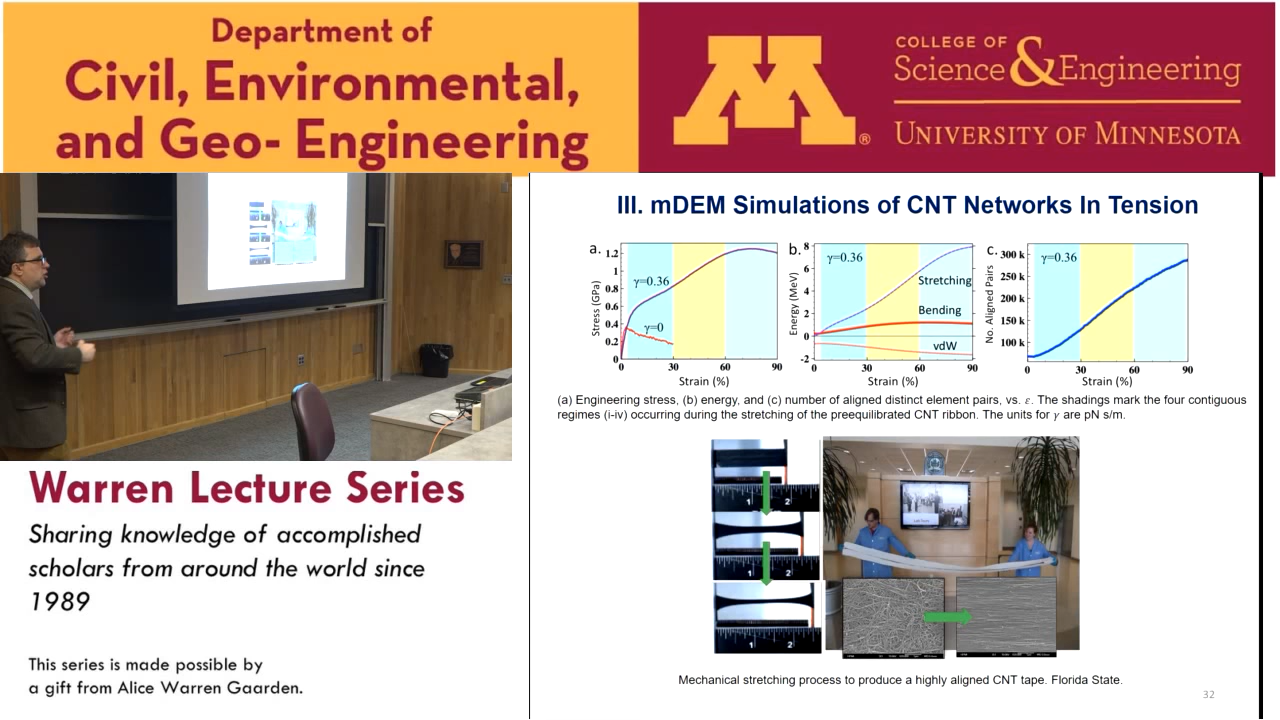 Department of
Civil, Environmental,
and Geo- Engineering
M®
COLLEGE OF
Science & Engineering
UNIVERSITY OF MINNESOTA
Warren Lecture Series
Sharing knowledge of accomplished
scholars from around the world since
1989
This series is made possible by
a gift from Alice Warren Gaarden.
III. mDEM Simulations of CNT Networks In Tension
a.
Stress (GPa)
1.2
1
0.8
0.6
0.4
0.2
0
γ=0.36
γ=0
0 30 60 90
Strain (%)
b.
Energy (MeV)
8
6
4
2
0
-2
γ=0.36
Stretching
Bending
vdW
0 30 60 90
Strain (%)
c.
No. Aligned Pairs
300 k
250 k
200 k
150 k
100 k
γ=0.36
0 30 60 90
Strain (%)
(a) Engineering stress, (b) energy, and (c) number of aligned distinct element pairs, vs. ε. The shadings mark the four contiguous
regimes (i-iv) occurring during the stretching of the preequilibrated CNT ribbon. The units for γ are pN s/m.
1 2
1 2
1 2
Mechanical stretching process to produce a highly aligned CNT tape. Florida State.
32